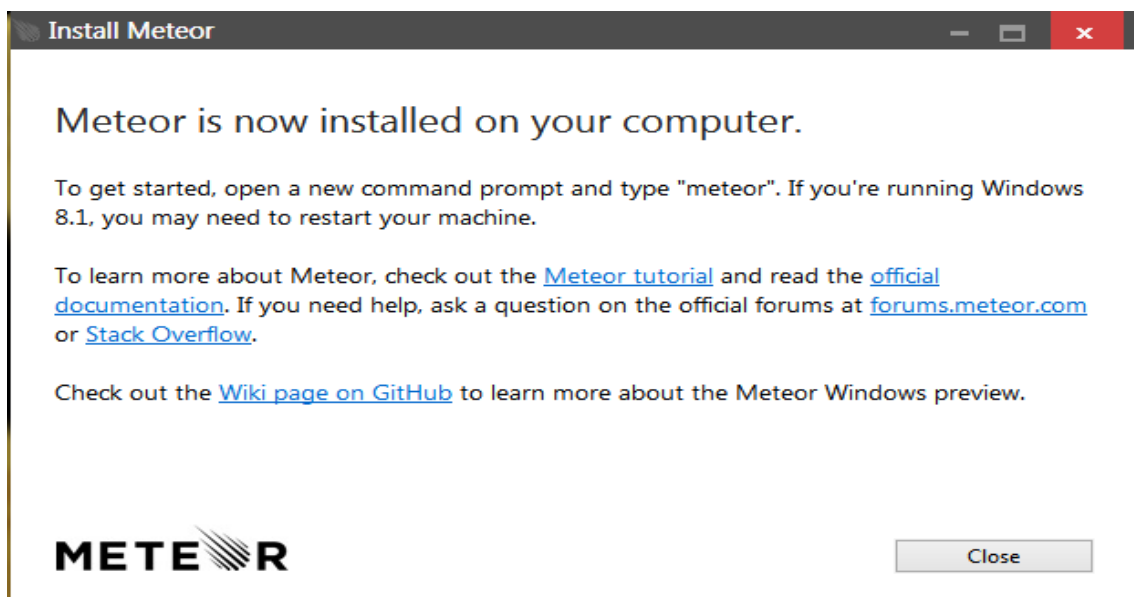 Install Meteor
Meteor is now installed on your computer.
To get started, open a new command prompt and type "meteor". If you're running Windows
8.1, you may need to restart your machine.
To learn more about Meteor, check out the Meteor tutorial and read the official
documentation. If you need help, ask a question on the official forums at forums.meteor.com
or Stack Overflow.
Check out the Wiki page on GitHub to learn more about the Meteor Windows preview.
METEOR
Close